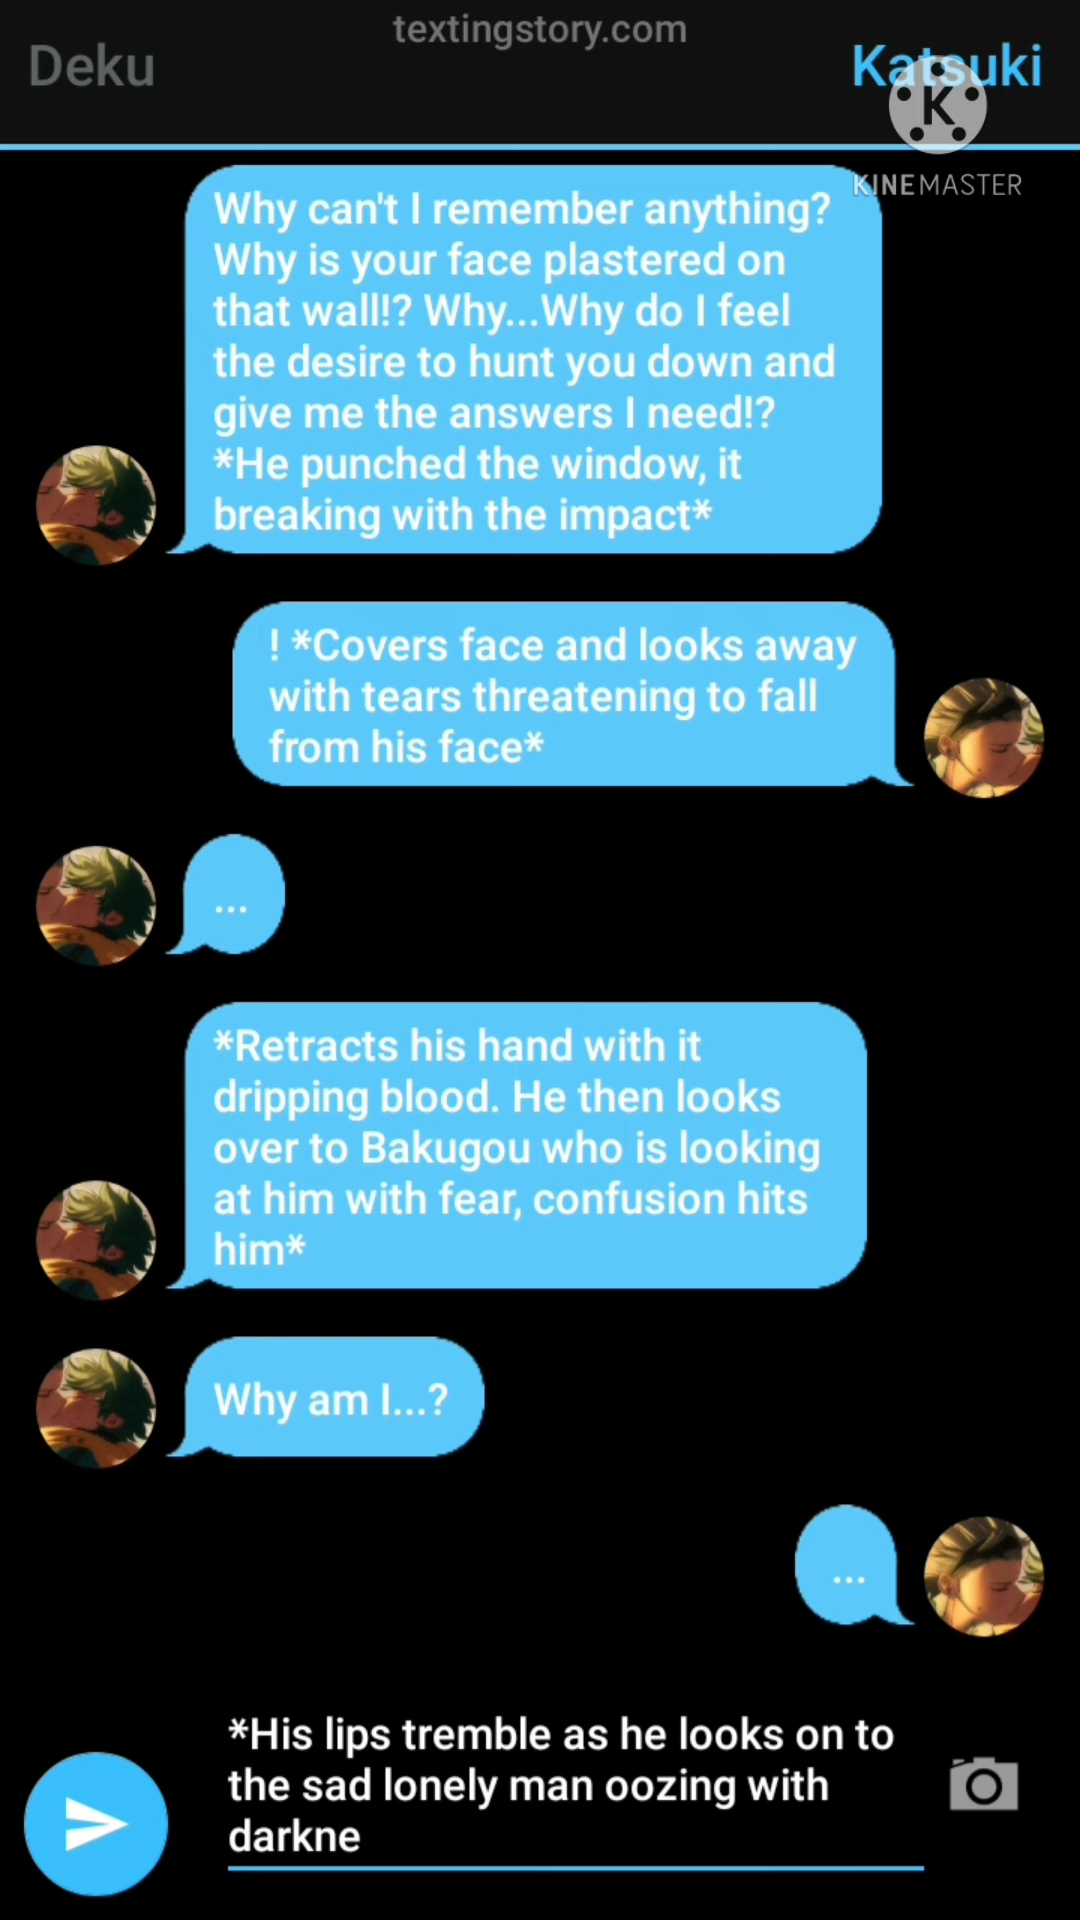 textingstory.com
Deku
Katsuki
K
KINEMASTER
Why can't I remember anything?
Why is your face plastered on
that wall!? Why...Why do I feel
the desire to hunt you down and
give me the answers I need!?
*He punched the window, it
breaking with the impact*
! *Covers face and looks away
with tears threatening to fall
from his face*
...
*Retracts his hand with it
dripping blood. He then looks
over to Bakugou who is looking
at him with fear, confusion hits
him*
Why am I...?
...
*His lips tremble as he looks on to
the sad lonely man oozing with
darkne